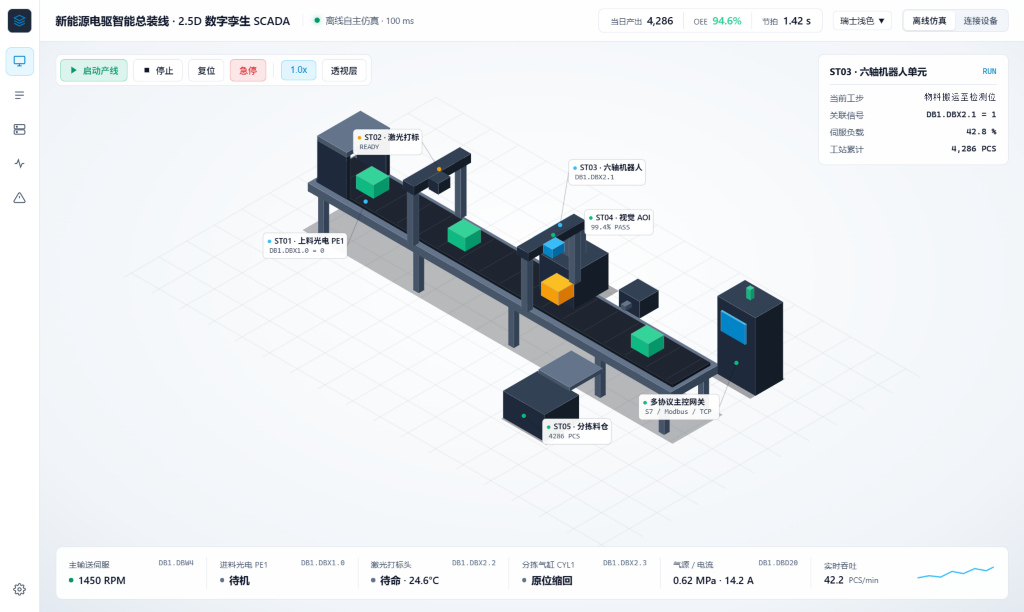 新能源电驱智能总装线 · 2.5D 数字孪生 SCADA
离线自主仿真 · 100 ms
当日产出 4,286
OEE 94.6%
节拍 1.42 s
瑞士浅色 ▼
离线仿真
连接设备
▶ 启动产线
■ 停止
复位
急停
1.0x
透视层
ST03 · 六轴机器人单元
RUN
当前工步 物料搬运至检测位
关联信号 DB1.DBX2.1 = 1
伺服负载 42.8 %
工站累计 4,286 PCS
ST02 · 激光打标
READY
ST03 · 六轴机器人
DB1.DBX2.1
ST04 · 视觉 AOI
99.4% PASS
ST01 · 上料光电 PE1
DB1.DBX1.0 = 0
多协议主控网关
S7 / Modbus / TCP
ST05 · 分拣料仓
4286 PCS
主输送伺服 DB1.DBW4
1450 RPM
进料光电 PE1 DB1.DBX1.0
待机
激光打标头 DB1.DBX2.2
待命 · 24.6°C
分拣气缸 CYL1 DB1.DBX2.3
原位缩回
气源 / 电流 DB1.DBD20
0.62 MPa · 14.2 A
实时吞吐
42.2 PCS/min